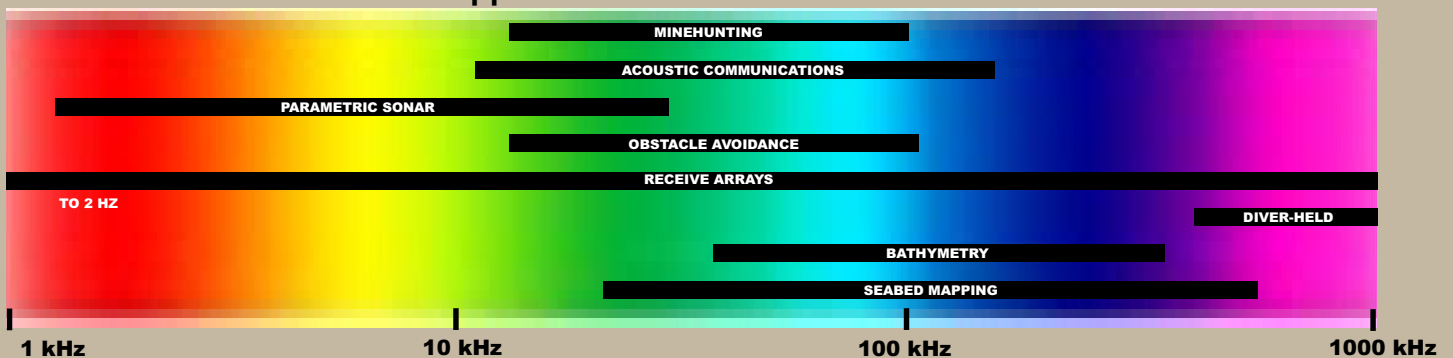 MINEHUNTING
ACOUSTIC COMMUNICATIONS
PARAMETRIC SONAR
OBSTACLE AVOIDANCE
RECEIVE ARRAYS
TO 2 HZ
DIVER-HELD
BATHYMETRY
SEABED MAPPING
1 kHz 10 kHz 100 kHz 1000 kHz